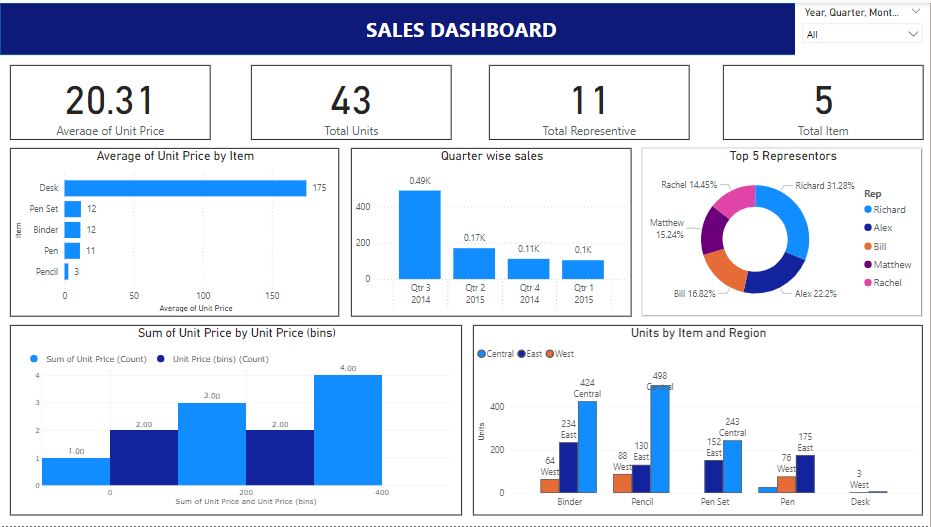 SALES DASHBOARD
Year, Quarter, Mont...
All
20.31
Average of Unit Price
43
Total Units
11
Total Representive
5
Total Item
Average of Unit Price by Item
Item
Desk 175
Pen Set 12
Binder 12
Pen 11
Pencil 3
0 50 100 150
Average of Unit Price
Quarter wise sales
400
200
0
0.49K
0.17K
0.11K
0.1K
Qtr 3 2014
Qtr 2 2015
Qtr 4 2014
Qtr 1 2015
Top 5 Representors
Rachel 14.45%
Richard 31.28%
Matthew 15.24%
Bill 16.82%
Alex 22.2%
Rep
Richard
Alex
Bill
Matthew
Rachel
Sum of Unit Price by Unit Price (bins)
Sum of Unit Price (Count) Unit Price (bins) (Count)
4
3
2
1
0
1.00
2.00
3.00
2.00
4.00
0 200 400
Sum of Unit Price and Unit Price (bins)
Units by Item and Region
Central East West
Units
400
200
0
64 West
234 East
424 Central
88 West
130 East
498 Central
152 East
243 Central
76 West
175 East
3 West
Binder Pencil Pen Set Pen Desk